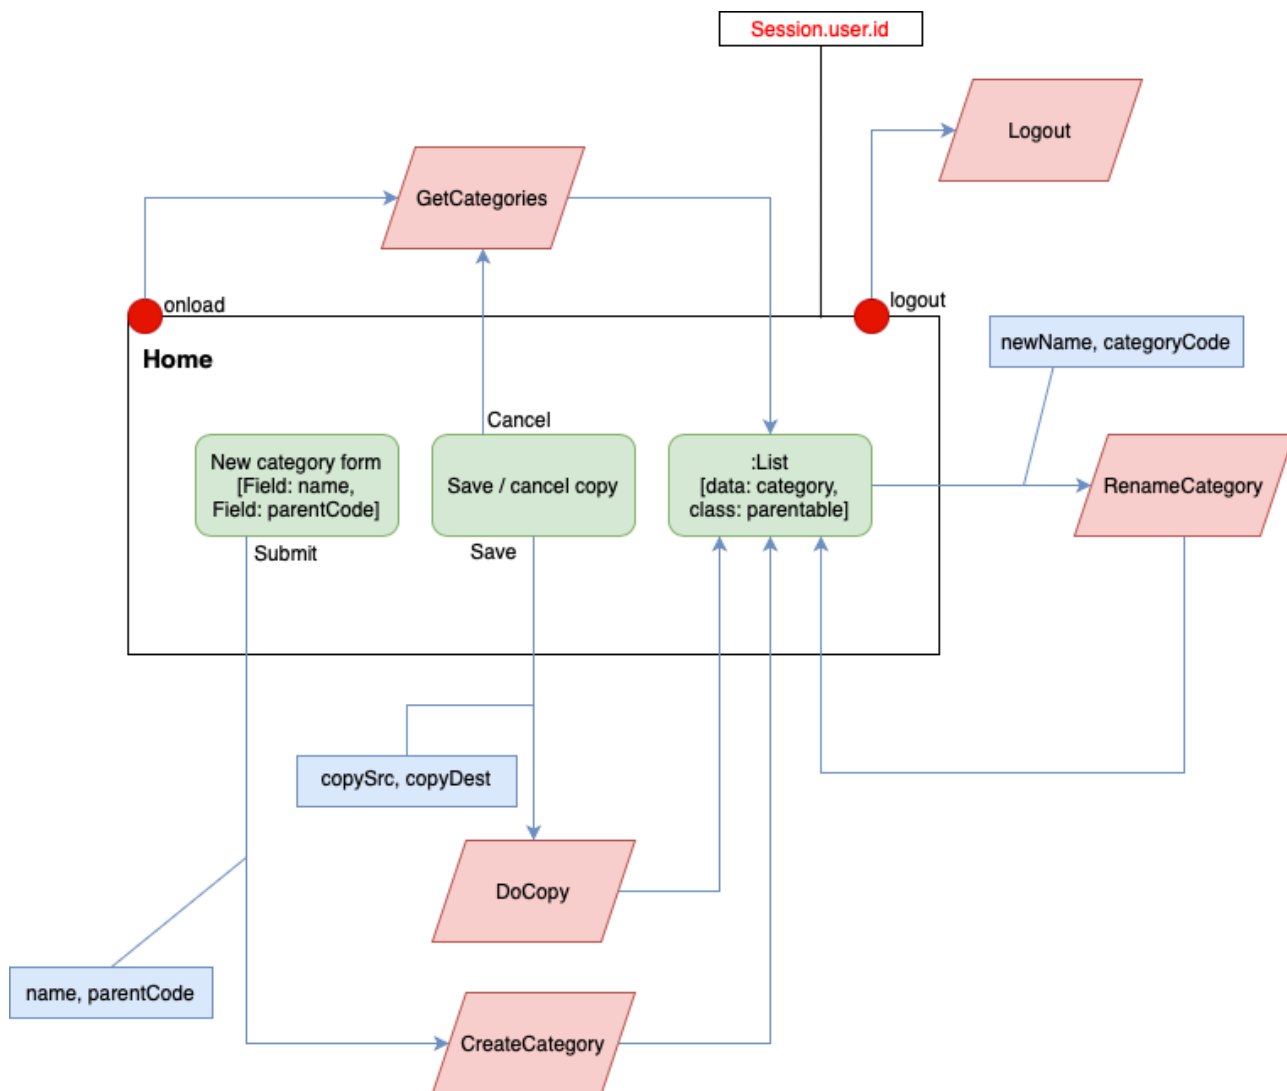 Session.user.id
Logout
GetCategories
onload
logout
Home
newName, categoryCode
Cancel
New category form
[Field: name,
Field: parentCode]
Save / cancel copy
:List
[data: category,
class: parentable]
RenameCategory
Submit
Save
copySrc, copyDest
DoCopy
name, parentCode
CreateCategory